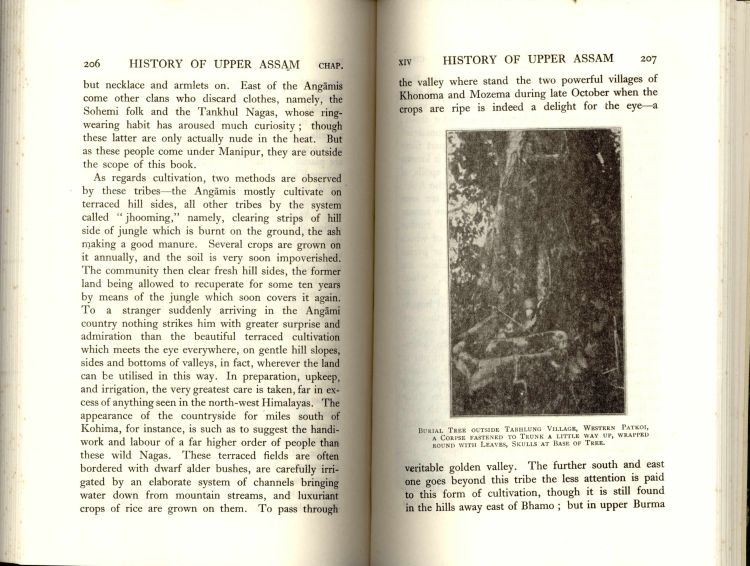 206 HISTORY OF UPPER ASSAM CHAP.
but necklace and armlets on. East of the Angāmis
come other clans who discard clothes, namely, the
Sohemi folk and the Tankhul Nagas, whose ring-
wearing habit has aroused much curiosity ; though
these latter are only actually nude in the heat. But
as these people come under Manipur, they are outside
the scope of this book.
As regards cultivation, two methods are observed
by these tribes—the Angāmis mostly cultivate on
terraced hill sides, all other tribes by the system
called “ jhooming,” namely, clearing strips of hill
side of jungle which is burnt on the ground, the ash
making a good manure. Several crops are grown on
it annually, and the soil is very soon impoverished.
The community then clear fresh hill sides, the former
land being allowed to recuperate for some ten years
by means of the jungle which soon covers it again.
To a stranger suddenly arriving in the Angāmi
country nothing strikes him with greater surprise and
admiration than the beautiful terraced cultivation
which meets the eye everywhere, on gentle hill slopes,
sides and bottoms of valleys, in fact, wherever the land
can be utilised in this way. In preparation, upkeep,
and irrigation, the very greatest care is taken, far in ex-
cess of anything seen in the north-west Himalayas. The
appearance of the countryside for miles south of
Kohima, for instance, is such as to suggest the handi-
work and labour of a far higher order of people than
these wild Nagas. These terraced fields are often
bordered with dwarf alder bushes, are carefully irri-
gated by an elaborate system of channels bringing
water down from mountain streams, and luxuriant
crops of rice are grown on them. To pass through
XIV HISTORY OF UPPER ASSAM 207
the valley where stand the two powerful villages of
Khonoma and Mozema during late October when the
crops are ripe is indeed a delight for the eye—a
Burial Tree outside Tabhlung Village, Western Patkoi,
a Corpse fastened to Trunk a little way up, wrapped
round with Leaves, Skulls at Base of Tree.
veritable golden valley. The further south and east
one goes beyond this tribe the less attention is paid
to this form of cultivation, though it is still found
in the hills away east of Bhamo ; but in upper Burma